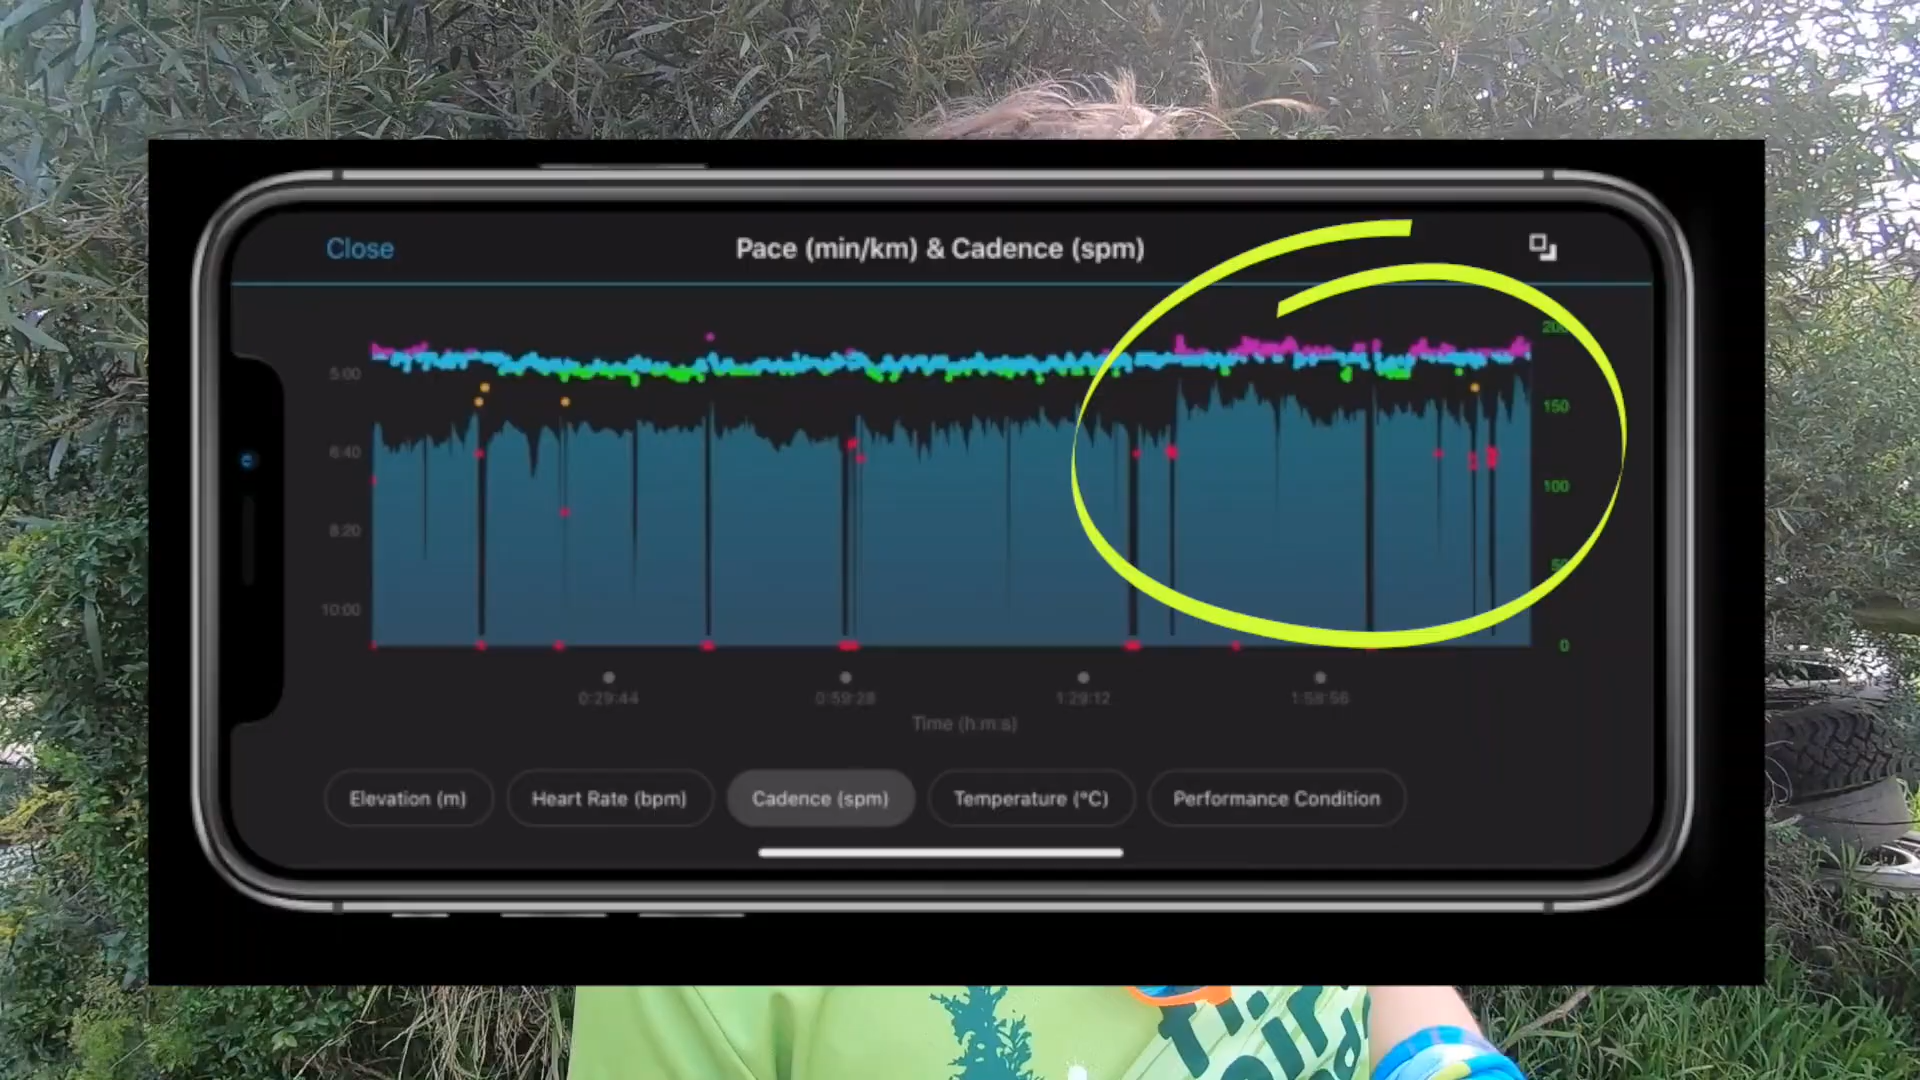 Close
Pace (min/km) & Cadence (spm)
200
5:00
150
6:40
100
8:20
50
10:00
0
0:29:44
0:59:28
1:29:12
1:58:56
Time (h:m:s)
Elevation (m)
Heart Rate (bpm)
Cadence (spm)
Temperature (°C)
Performance Condition